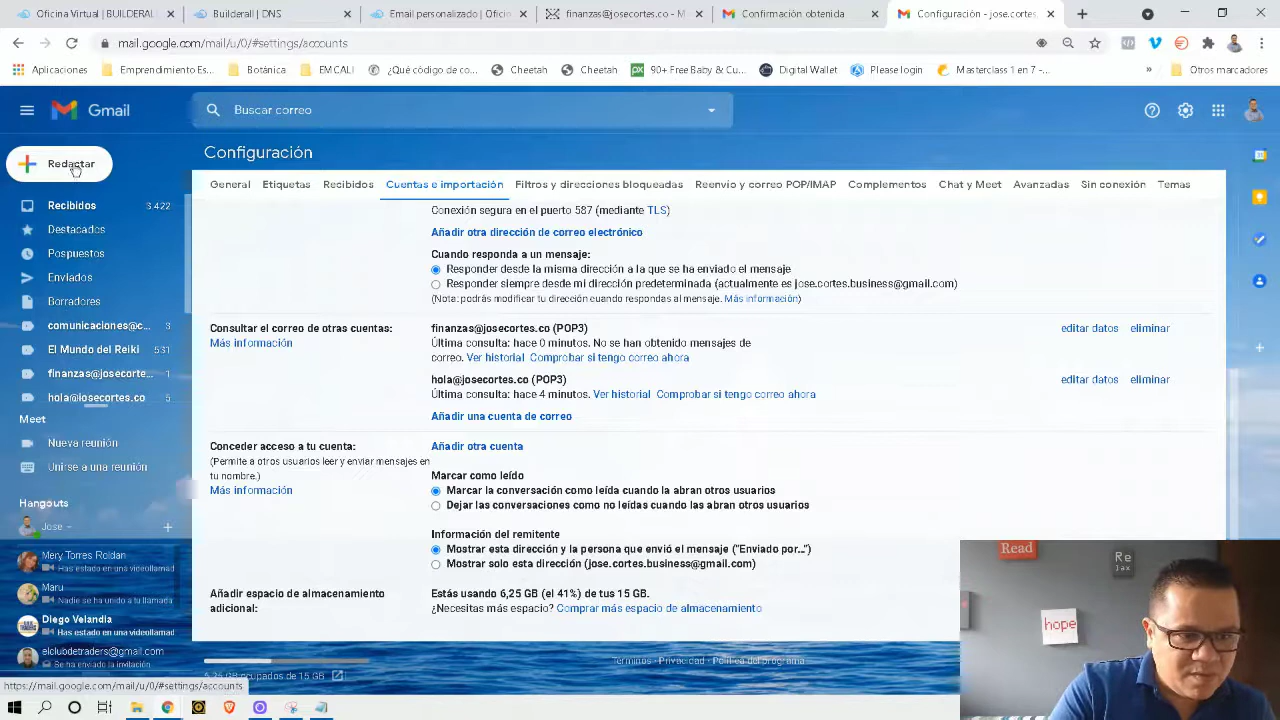 Oficina Virtual | BUILDERAL
Builderall | DNS
Email personalizado | Oficin
finanzas@josecortes.co - M
Confirmación obtenida
Configuración - jose.cortes.
mail.google.com/mail/u/0/#settings/accounts
Aplicaciones
Emprendimiento Es...
Botánica
EMCALI
¿Qué código de co...
Cheetah
Cheetah
90+ Free Baby & Cu...
Digital Wallet
Please login
Masterclass 1 en 7 -...
»
Otros marcadores
Gmail
Buscar correo
Redactar
Configuración
General Etiquetas Recibidos Cuentas e importación Filtros y direcciones bloqueadas Reenvío y correo POP/IMAP Complementos Chat y Meet Avanzadas Sin conexión Temas
Recibidos 3.422
Destacados
Pospuestos
Enviados
Borradores
comunicaciones@c... 3
El Mundo del Reiki 531
finanzas@josecorte... 1
hola@josecortes.co 5
Meet
Nueva reunión
Unirse a una reunión
Hangouts
Jose
Mery Torres Roldan
Has estado en una videollamad
Maru
Nadie se ha unido a tu llamada
Diego Velandia
Has estado en una videollamad
elclubdetraders@gmail.com
Se ha enviado la invitación
Conexión segura en el puerto 587 (mediante TLS)
Añadir otra dirección de correo electrónico
Cuando responda a un mensaje:
Responder desde la misma dirección a la que se ha enviado el mensaje
Responder siempre desde mi dirección predeterminada (actualmente es jose.cortes.business@gmail.com)
(Nota: podrás modificar tu dirección cuando respondas al mensaje. Más información)
Consultar el correo de otras cuentas:
Más información
finanzas@josecortes.co (POP3)
Última consulta: hace 0 minutos. No se han obtenido mensajes de
correo. Ver historial Comprobar si tengo correo ahora
editar datos eliminar
hola@josecortes.co (POP3)
Última consulta: hace 4 minutos. Ver historial Comprobar si tengo correo ahora
editar datos eliminar
Añadir una cuenta de correo
Conceder acceso a tu cuenta:
(Permite a otros usuarios leer y enviar mensajes en
tu nombre.)
Más información
Añadir otra cuenta
Marcar como leído
Marcar la conversación como leída cuando la abran otros usuarios
Dejar las conversaciones como no leídas cuando las abran otros usuarios
Información del remitente
Mostrar esta dirección y la persona que envió el mensaje ("Enviado por...")
Mostrar solo esta dirección (jose.cortes.business@gmail.com)
Añadir espacio de almacenamiento
adicional:
Estás usando 6,25 GB (el 41%) de tus 15 GB.
¿Necesitas más espacio? Comprar más espacio de almacenamiento
6,25 GB ocupados de 15 GB
Términos · Privacidad · Política del programa
https://mail.google.com/mail/u/0/#settings/accounts
Read
Re
lax
hope